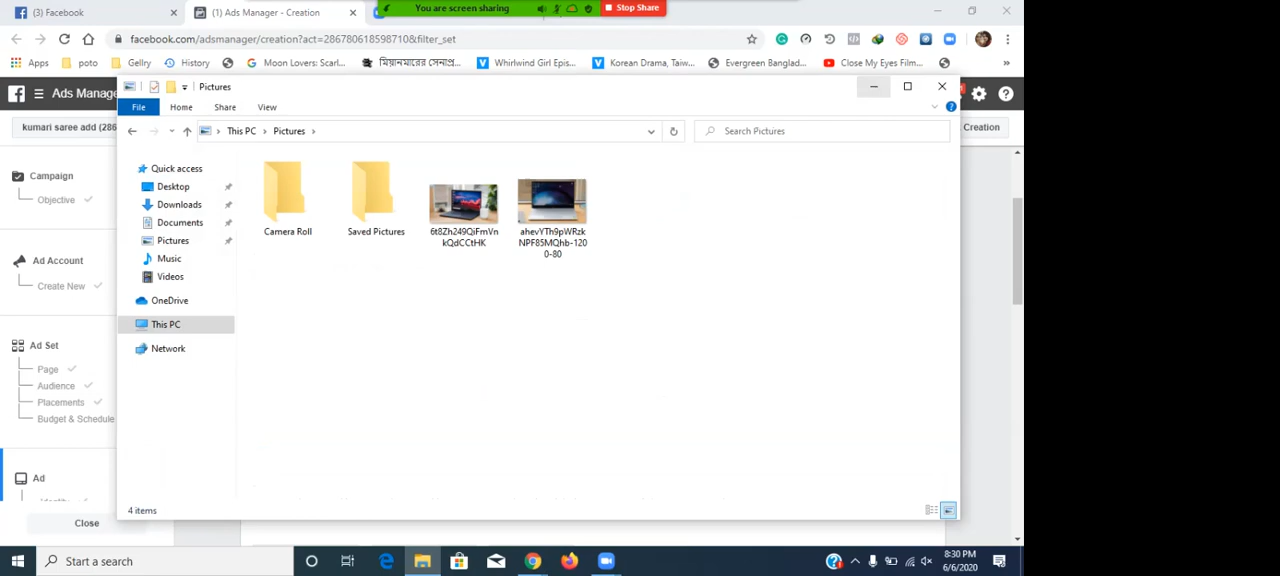 You are screen sharing
Stop Share
(3) Facebook
(1) Ads Manager - Creation
facebook.com/adsmanager/creation?act=286780618598710&filter_set
Apps
poto
Gellry
History
Moon Lovers: Scarl...
মিয়ানমারের সেনাপ্র...
Whirlwind Girl Epis...
Korean Drama, Taiw...
Evergreen Banglad...
Close My Eyes Film...
»
Ads Manag
Pictures
File
Home
Share
View
kumari saree add (286
Creation
This PC
Pictures
Search Pictures
Campaign
Objective
Ad Account
Create New
Ad Set
Page
Audience
Placements
Budget & Schedule
Ad
Close
Quick access
Desktop
Downloads
Documents
Pictures
Music
Videos
OneDrive
This PC
Network
Camera Roll
Saved Pictures
6t8Zh249QiFmVn
kQdCCtHK
ahevYTh9pWRzk
NPF85MQhb-120
0-80
4 items
Start a search
8:30 PM
6/6/2020